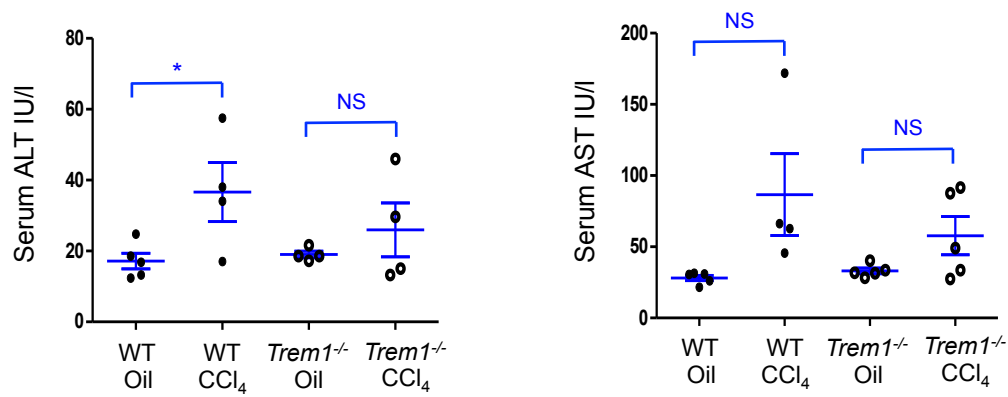 Serum ALT IU/l
80
60
40
20
0
*
NS
WT
Oil
WT
CCl₄
Trem1⁻/⁻
Oil
Trem1⁻/⁻
CCl₄
Serum AST IU/l
200
150
100
50
0
NS
NS
WT
Oil
WT
CCl₄
Trem1⁻/⁻
Oil
Trem1⁻/⁻
CCl₄